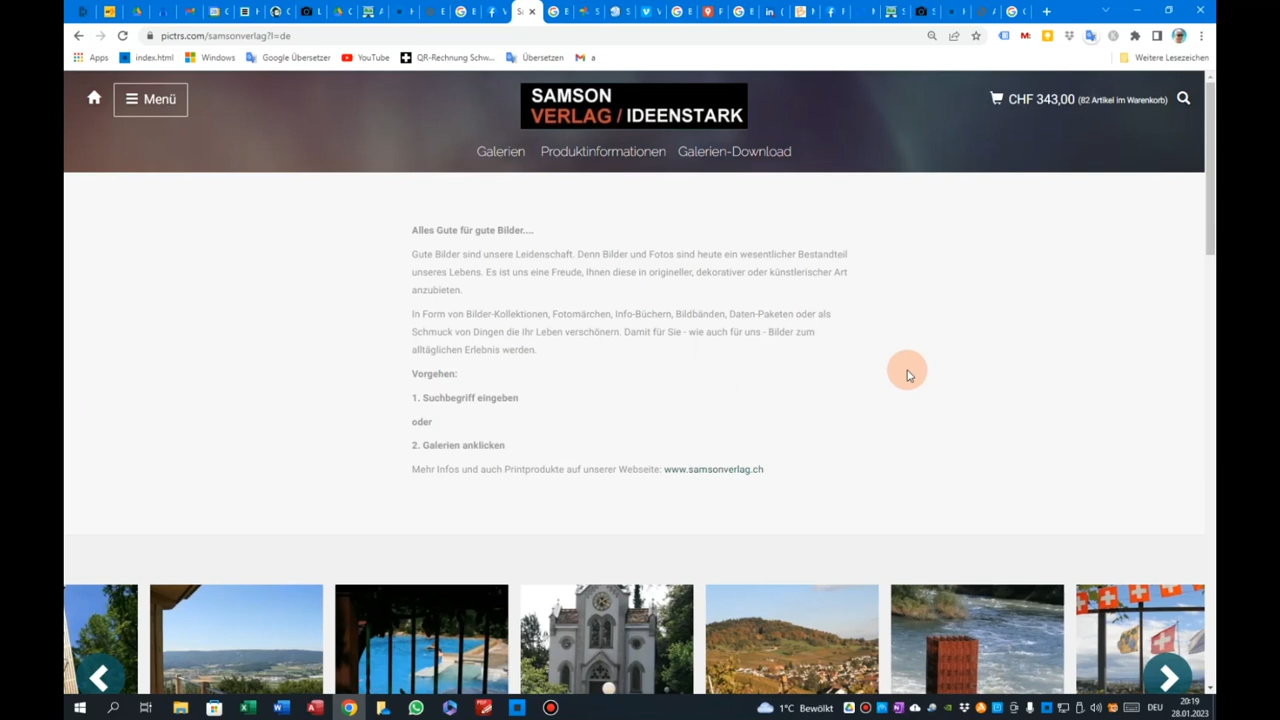 pictrs.com/samsonverlag?l=de
Apps index.html Windows Google Übersetzer YouTube QR-Rechnung Schw... Übersetzen a Weitere Lesezeichen
Menü
SAMSON
VERLAG / IDEENSTARK
CHF 343,00 (82 Artikel im Warenkorb)
Galerien Produktinformationen Galerien-Download
Alles Gute für gute Bilder....
Gute Bilder sind unsere Leidenschaft. Denn Bilder und Fotos sind heute ein wesentlicher Bestandteil
unseres Lebens. Es ist uns eine Freude, Ihnen diese in origineller, dekorativer oder künstlerischer Art
anzubieten.
In Form von Bilder-Kollektionen, Fotomärchen, Info-Büchern, Bildbänden, Daten-Paketen oder als
Schmuck von Dingen die Ihr Leben verschönern. Damit für Sie - wie auch für uns - Bilder zum
alltäglichen Erlebnis werden.
Vorgehen:
1. Suchbegriff eingeben
oder
2. Galerien anklicken
Mehr Infos und auch Printprodukte auf unserer Webseite: www.samsonverlag.ch
1°C Bewölkt
DEU
20:19
28.01.2023